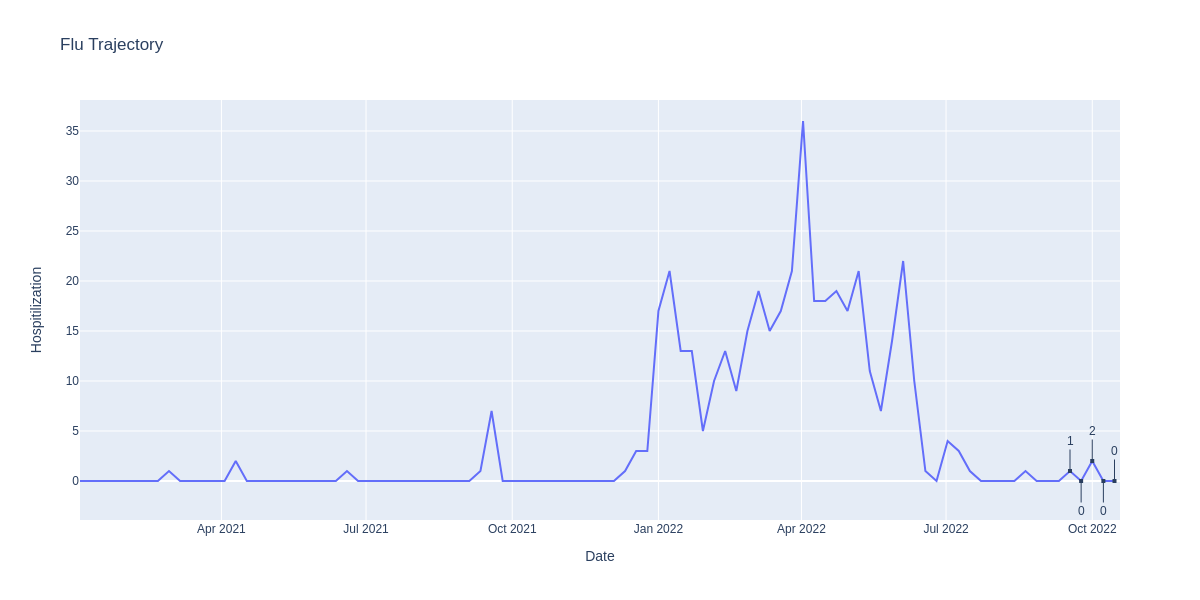 Flu Trajectory
35
30
25
20
15
10
5
0
Hospitilization
1
0
2
0
0
Apr 2021
Jul 2021
Oct 2021
Jan 2022
Apr 2022
Jul 2022
Oct 2022
Date